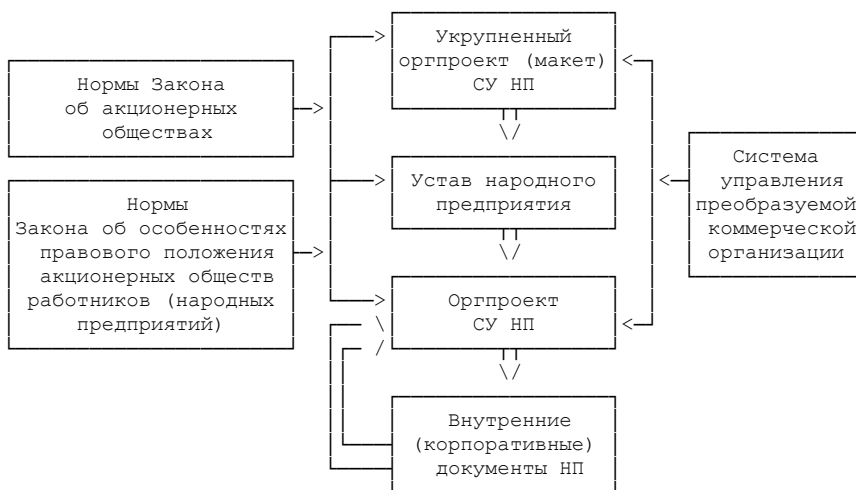 Укрупненный
оргпроект (макет)
СУ НП
Нормы Закона
об акционерных
обществах
Нормы
Закона об особенностях
правового положения
акционерных обществ
работников (народных
предприятий)
Устав народного
предприятия
Система
управления
преобразуемой
коммерческой
организации
Оргпроект
СУ НП
Внутренние
(корпоративные)
документы НП